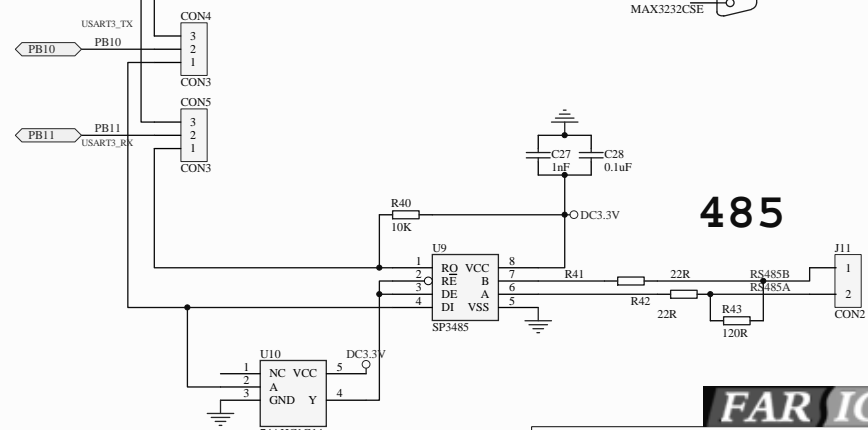 MAX3232CSE
CON4
USART3_TX
3
PB10
PB10
2
1
CON3
CON5
3
PB11
PB11
2
USART3_RX
1
CON3
C27
C28
1nF
0.1uF
R40
DC3.3V
10K
485
U9
J11
1
RO
VCC
8
1
2
RE
B
7
R41
22R
RS485B
3
DE
A
6
RS485A
2
4
DI
VSS
5
R42
22R
R43
CON2
SP3485
120R
U10
DC3.3V
1
NC
VCC
5
2
A
3
GND
Y
4